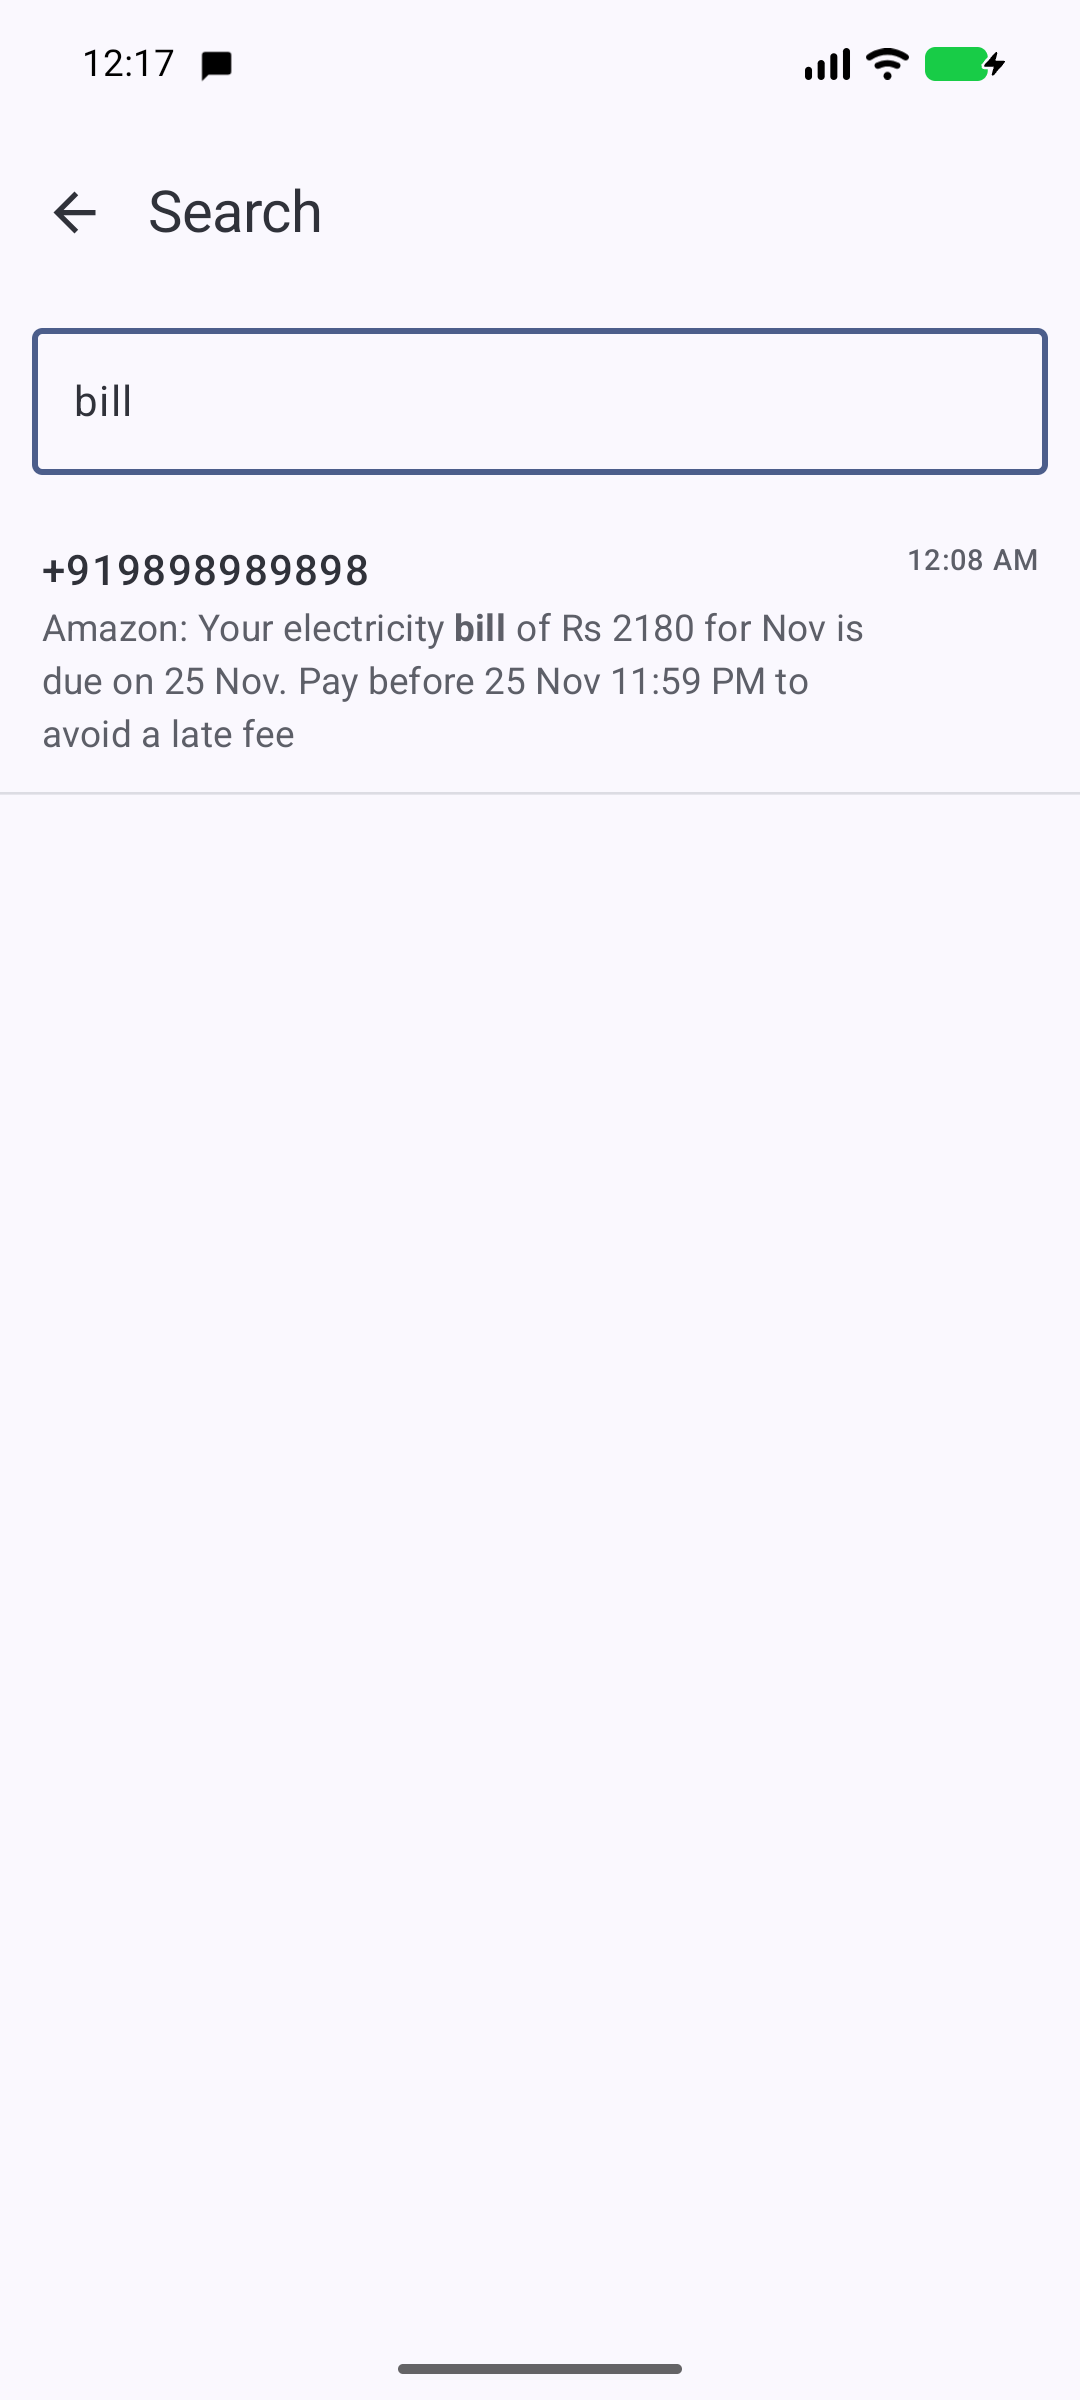 12:17
Search
bill
+919898989898
12:08 AM
Amazon: Your electricity bill of Rs 2180 for Nov is
due on 25 Nov. Pay before 25 Nov 11:59 PM to
avoid a late fee